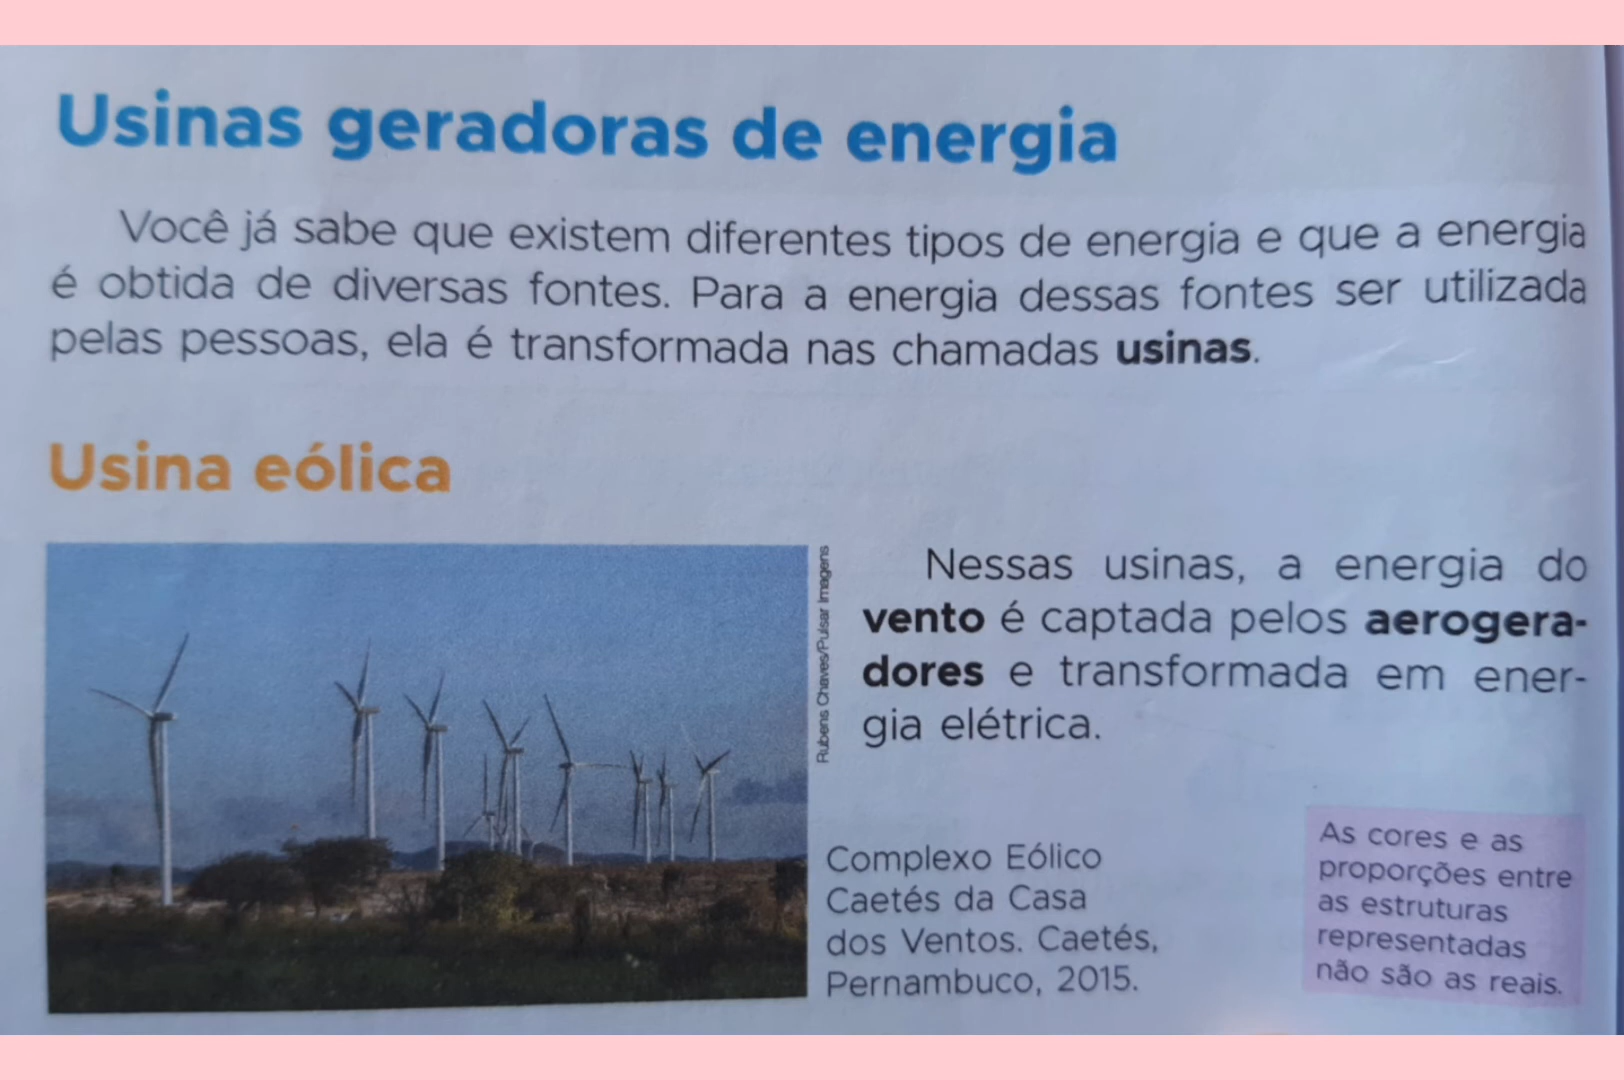 Usinas geradoras de energia
Você já sabe que existem diferentes tipos de energia e que a energia
é obtida de diversas fontes. Para a energia dessas fontes ser utilizada
pelas pessoas, ela é transformada nas chamadas usinas.
Usina eólica
Rubens Chaves/Pulsar Imagens
Nessas usinas, a energia do
vento é captada pelos aerogera-
dores e transformada em ener-
gia elétrica.
Complexo Eólico
Caetés da Casa
dos Ventos. Caetés,
Pernambuco, 2015.
As cores e as
proporções entre
as estruturas
representadas
não são as reais.